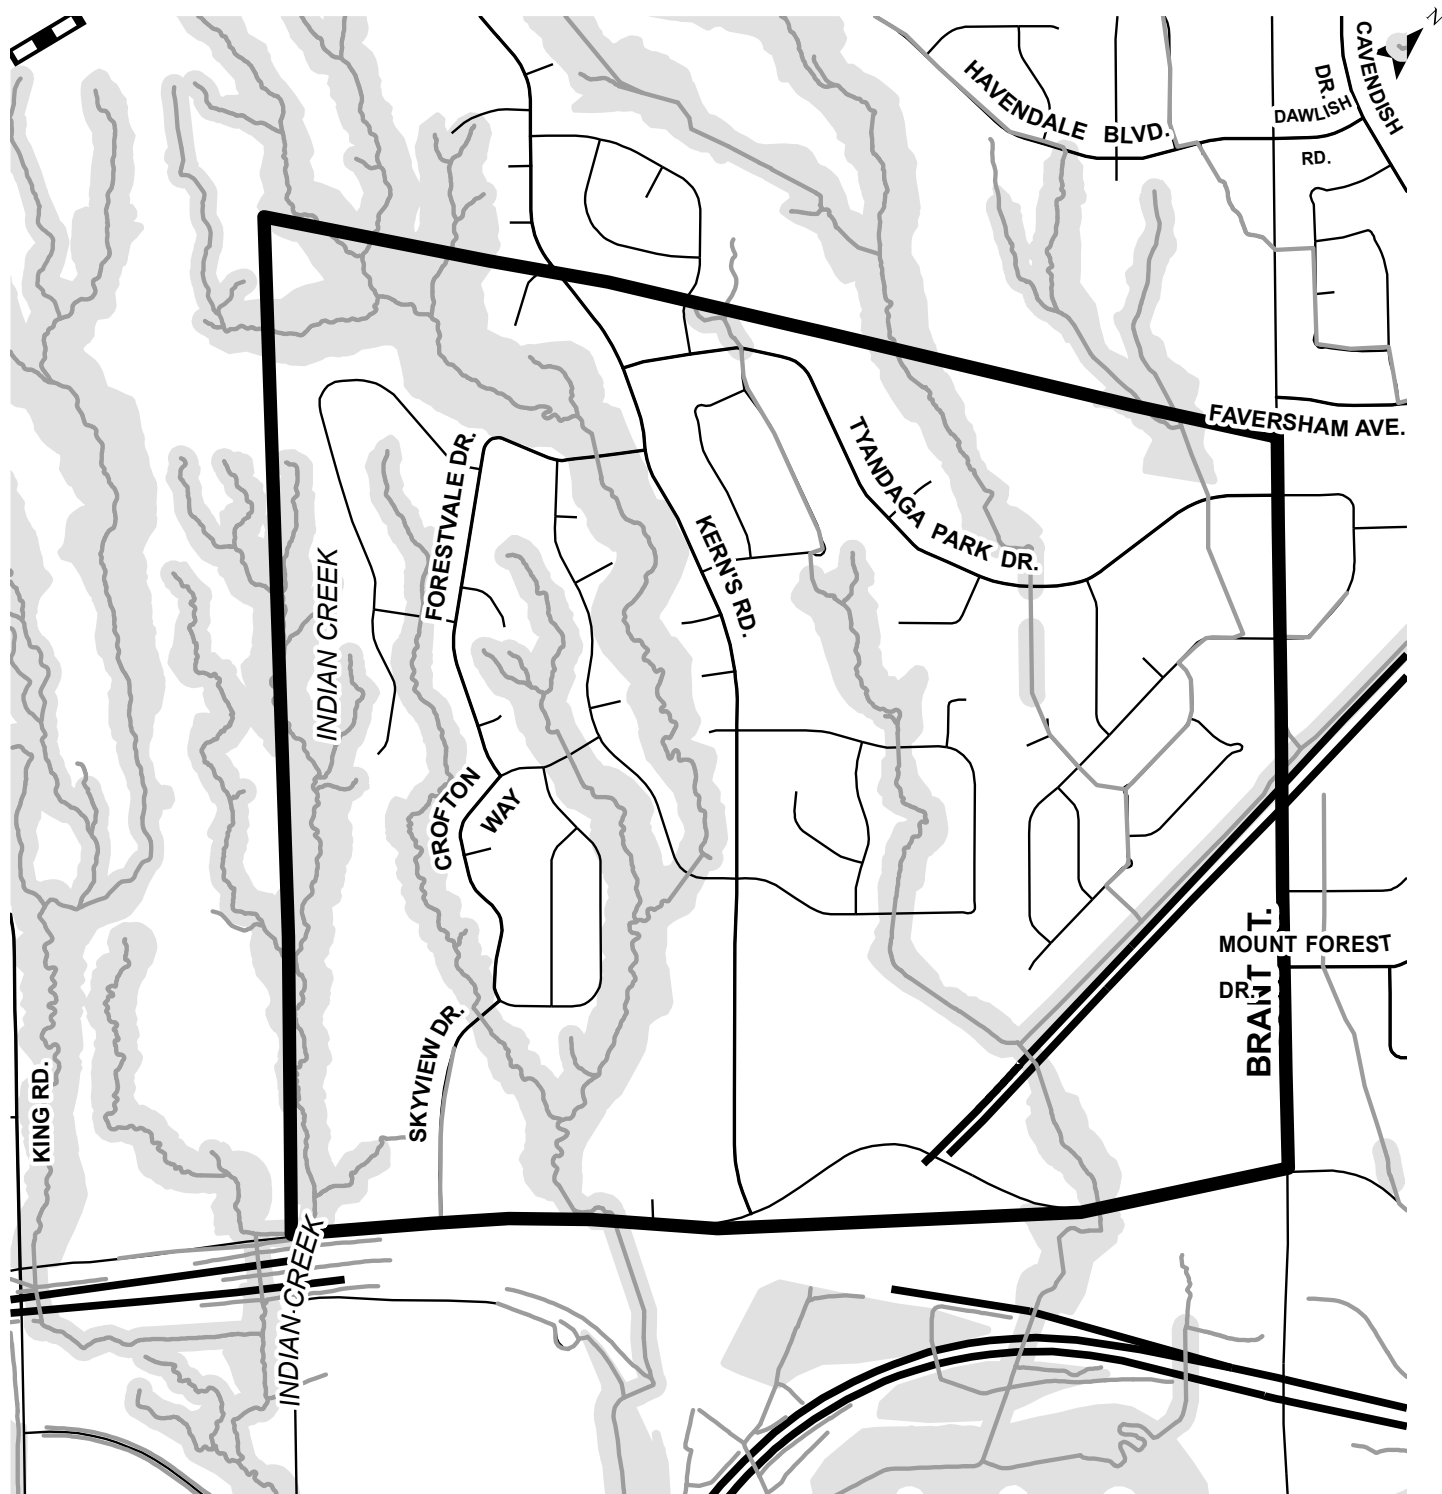 N
CAVENDISH
DR.
HAVENDALE BLVD.
DAWLISH
RD.
FAVERSHAM AVE.
TYANDAGA PARK DR.
FORESTVALE DR.
KERN'S RD.
INDIAN CREEK
CROFTON
WAY
MOUNT FOREST
DR.
BRANT T.
SKYVIEW DR.
KING RD.
INDIAN CREEK